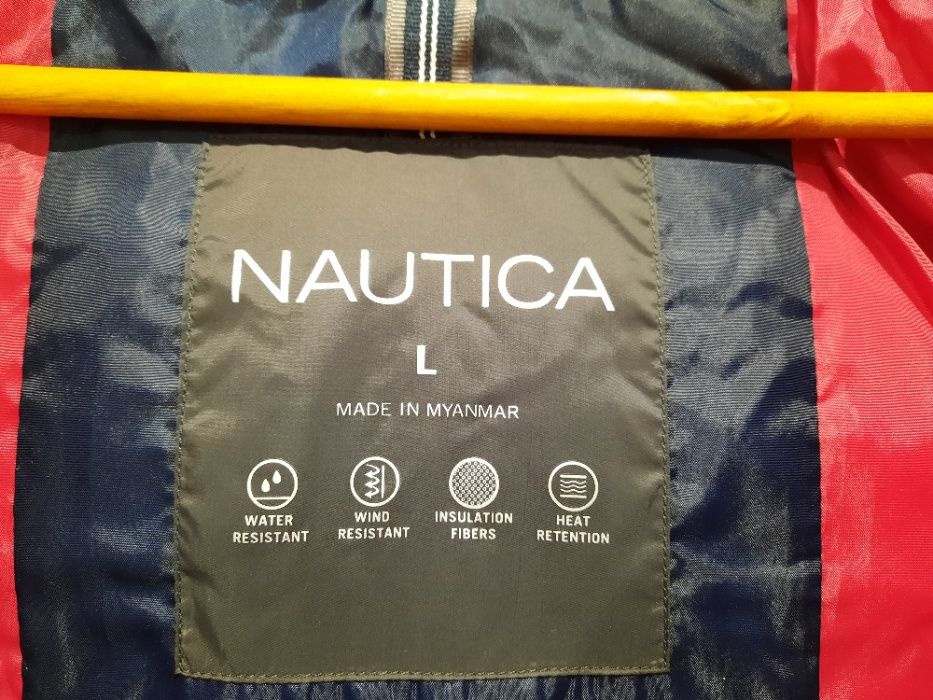 NAUTICA
L
MADE IN MYANMAR
WATER
RESISTANT
WIND
RESISTANT
INSULATION
FIBERS
HEAT
RETENTION